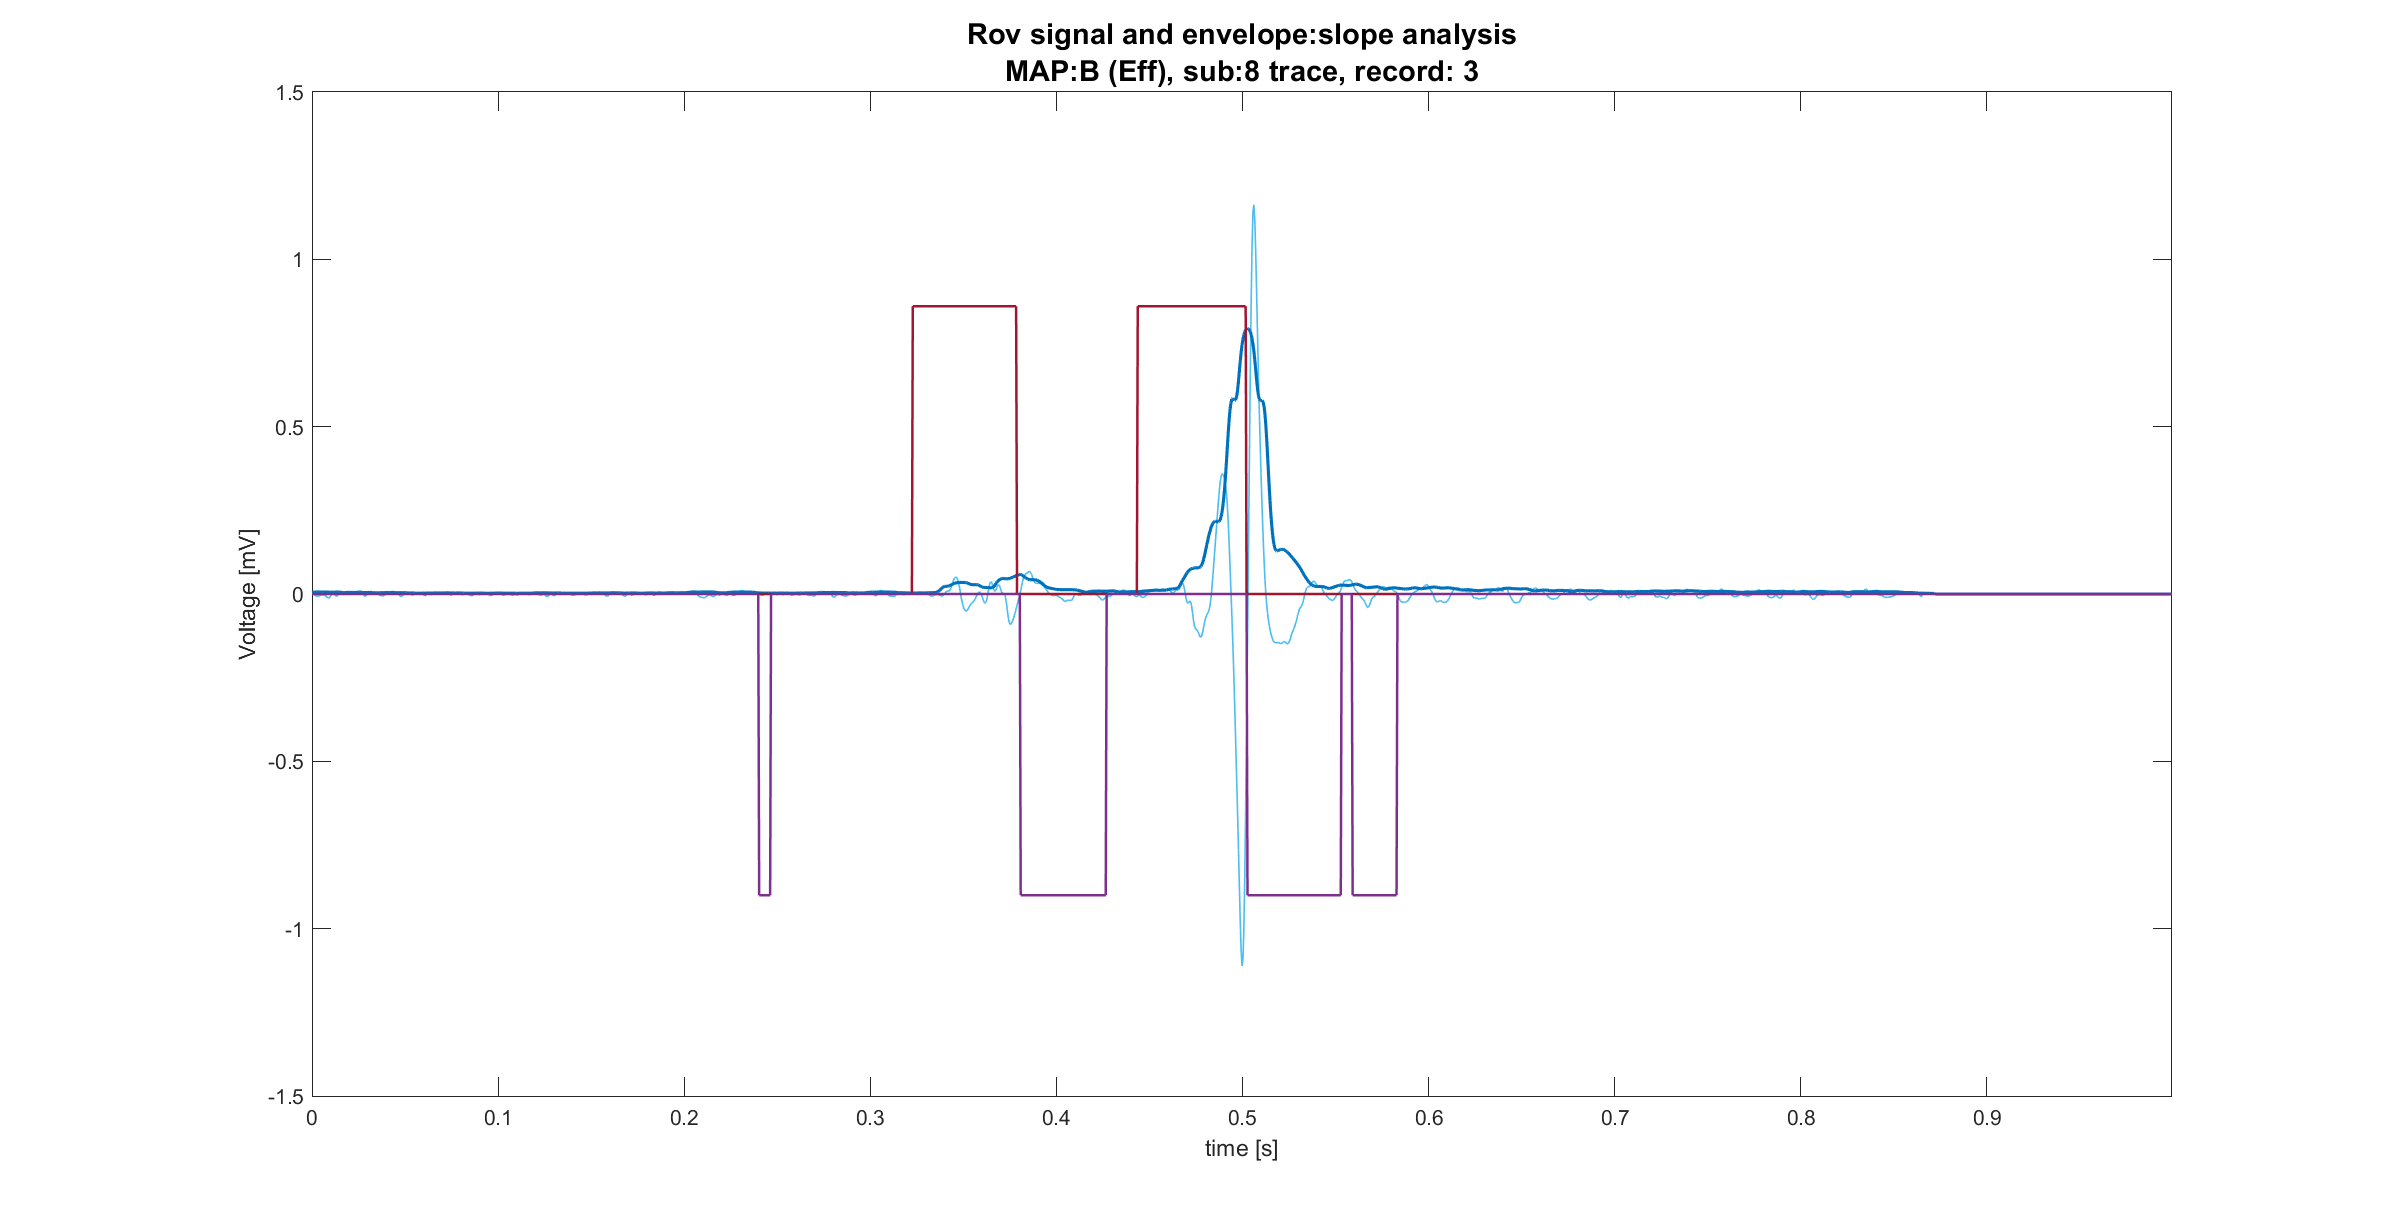 Rov signal and envelope:slope analysis
MAP:B (Eff), sub:8 trace, record: 3
1.5
1
0.5
0
-0.5
-1
-1.5
Voltage [mV]
0 0.1 0.2 0.3 0.4 0.5 0.6 0.7 0.8 0.9
time [s]